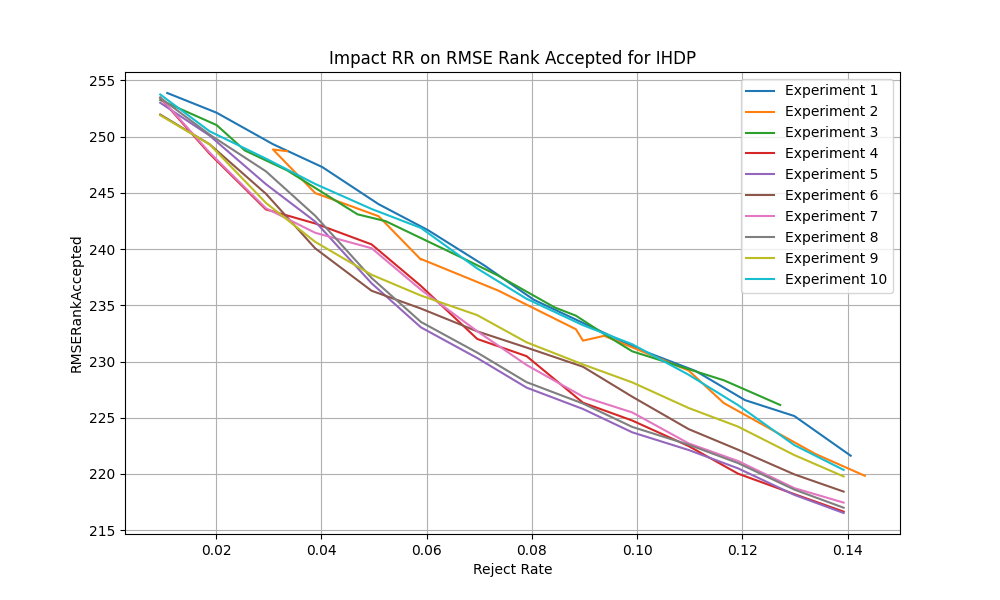 Impact RR on RMSE Rank Accepted for IHDP
RMSERankAccepted
255
250
245
240
235
230
225
220
215
0.02
0.04
0.06
0.08
0.10
0.12
0.14
Reject Rate
Experiment 1
Experiment 2
Experiment 3
Experiment 4
Experiment 5
Experiment 6
Experiment 7
Experiment 8
Experiment 9
Experiment 10